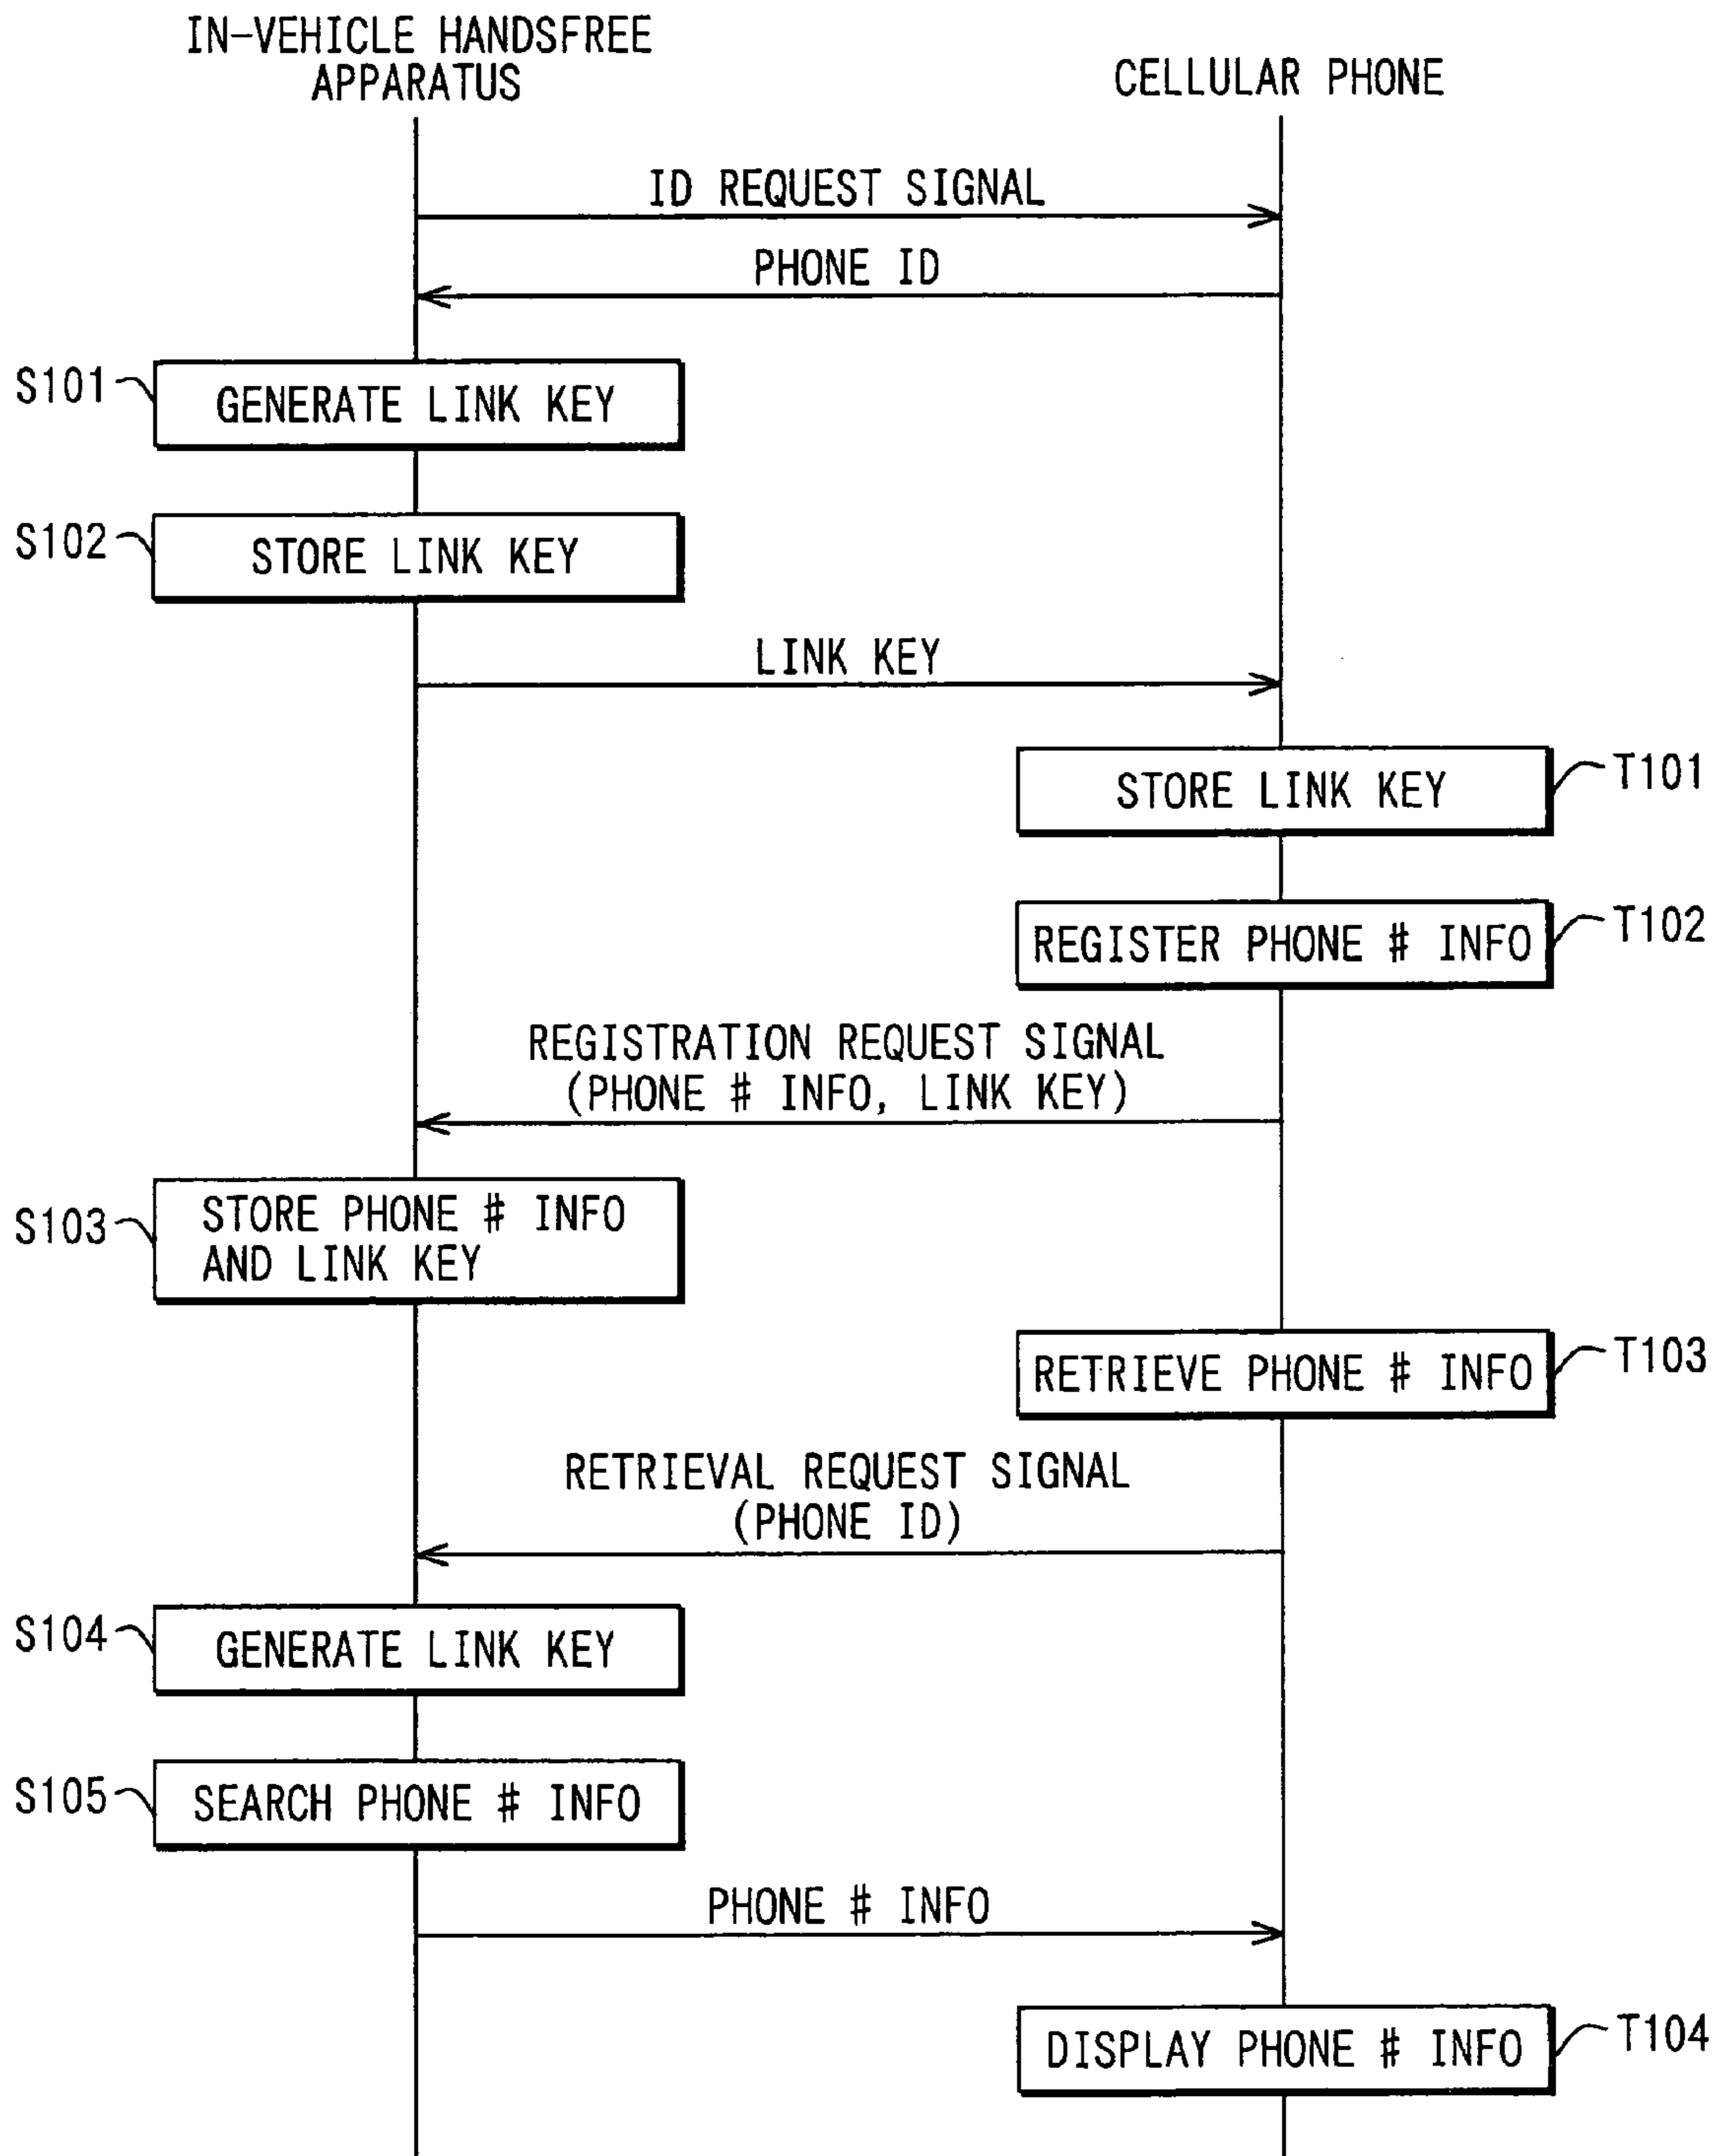 IN-VEHICLE HANDSFREE
APPARATUS
CELLULAR PHONE
ID REQUEST SIGNAL
PHONE ID
S101
GENERATE LINK KEY
S102
STORE LINK KEY
LINK KEY
STORE LINK KEY
T101
REGISTER PHONE # INFO
T102
REGISTRATION REQUEST SIGNAL
(PHONE # INFO, LINK KEY)
S103
STORE PHONE # INFO
AND LINK KEY
RETRIEVE PHONE # INFO
T103
RETRIEVAL REQUEST SIGNAL
(PHONE ID)
S104
GENERATE LINK KEY
S105
SEARCH PHONE # INFO
PHONE # INFO
DISPLAY PHONE # INFO
T104